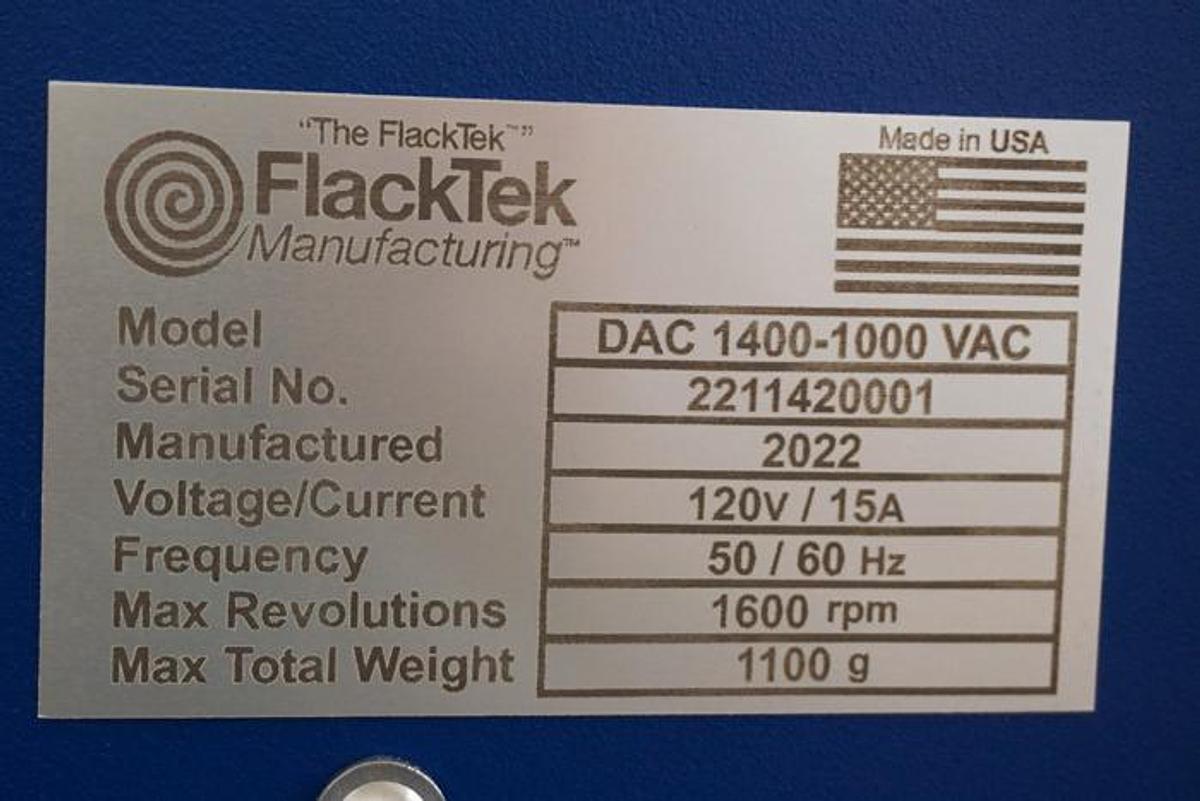 “The FlackTek™”
FlackTek
Manufacturing™
Made in USA
Model DAC 1400-1000 VAC
Serial No. 2211420001
Manufactured 2022
Voltage/Current 120V / 15A
Frequency 50 / 60 Hz
Max Revolutions 1600 rpm
Max Total Weight 1100 g